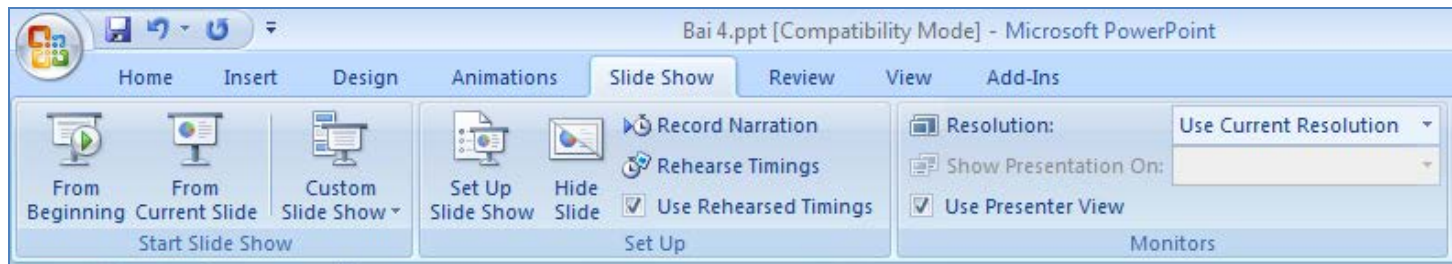 Bai 4.ppt [Compatibility Mode] - Microsoft PowerPoint
Home Insert Design Animations Slide Show Review View Add-Ins
From Beginning
From Current Slide
Custom Slide Show
Start Slide Show
Set Up Slide Show
Hide Slide
Record Narration
Rehearse Timings
Use Rehearsed Timings
Set Up
Resolution: Use Current Resolution
Show Presentation On:
Use Presenter View
Monitors